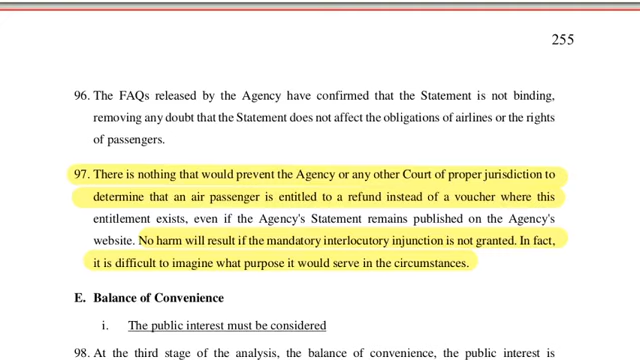 255
96. The FAQs released by the Agency have confirmed that the Statement is not binding,
removing any doubt that the Statement does not affect the obligations of airlines or the rights
of passengers.
97. There is nothing that would prevent the Agency or any other Court of proper jurisdiction to
determine that an air passenger is entitled to a refund instead of a voucher where this
entitlement exists, even if the Agency's Statement remains published on the Agency's
website. No harm will result if the mandatory interlocutory injunction is not granted. In fact,
it is difficult to imagine what purpose it would serve in the circumstances.
E. Balance of Convenience
i. The public interest must be considered
98. At the third stage of the analysis, the balance of convenience, the public interest is